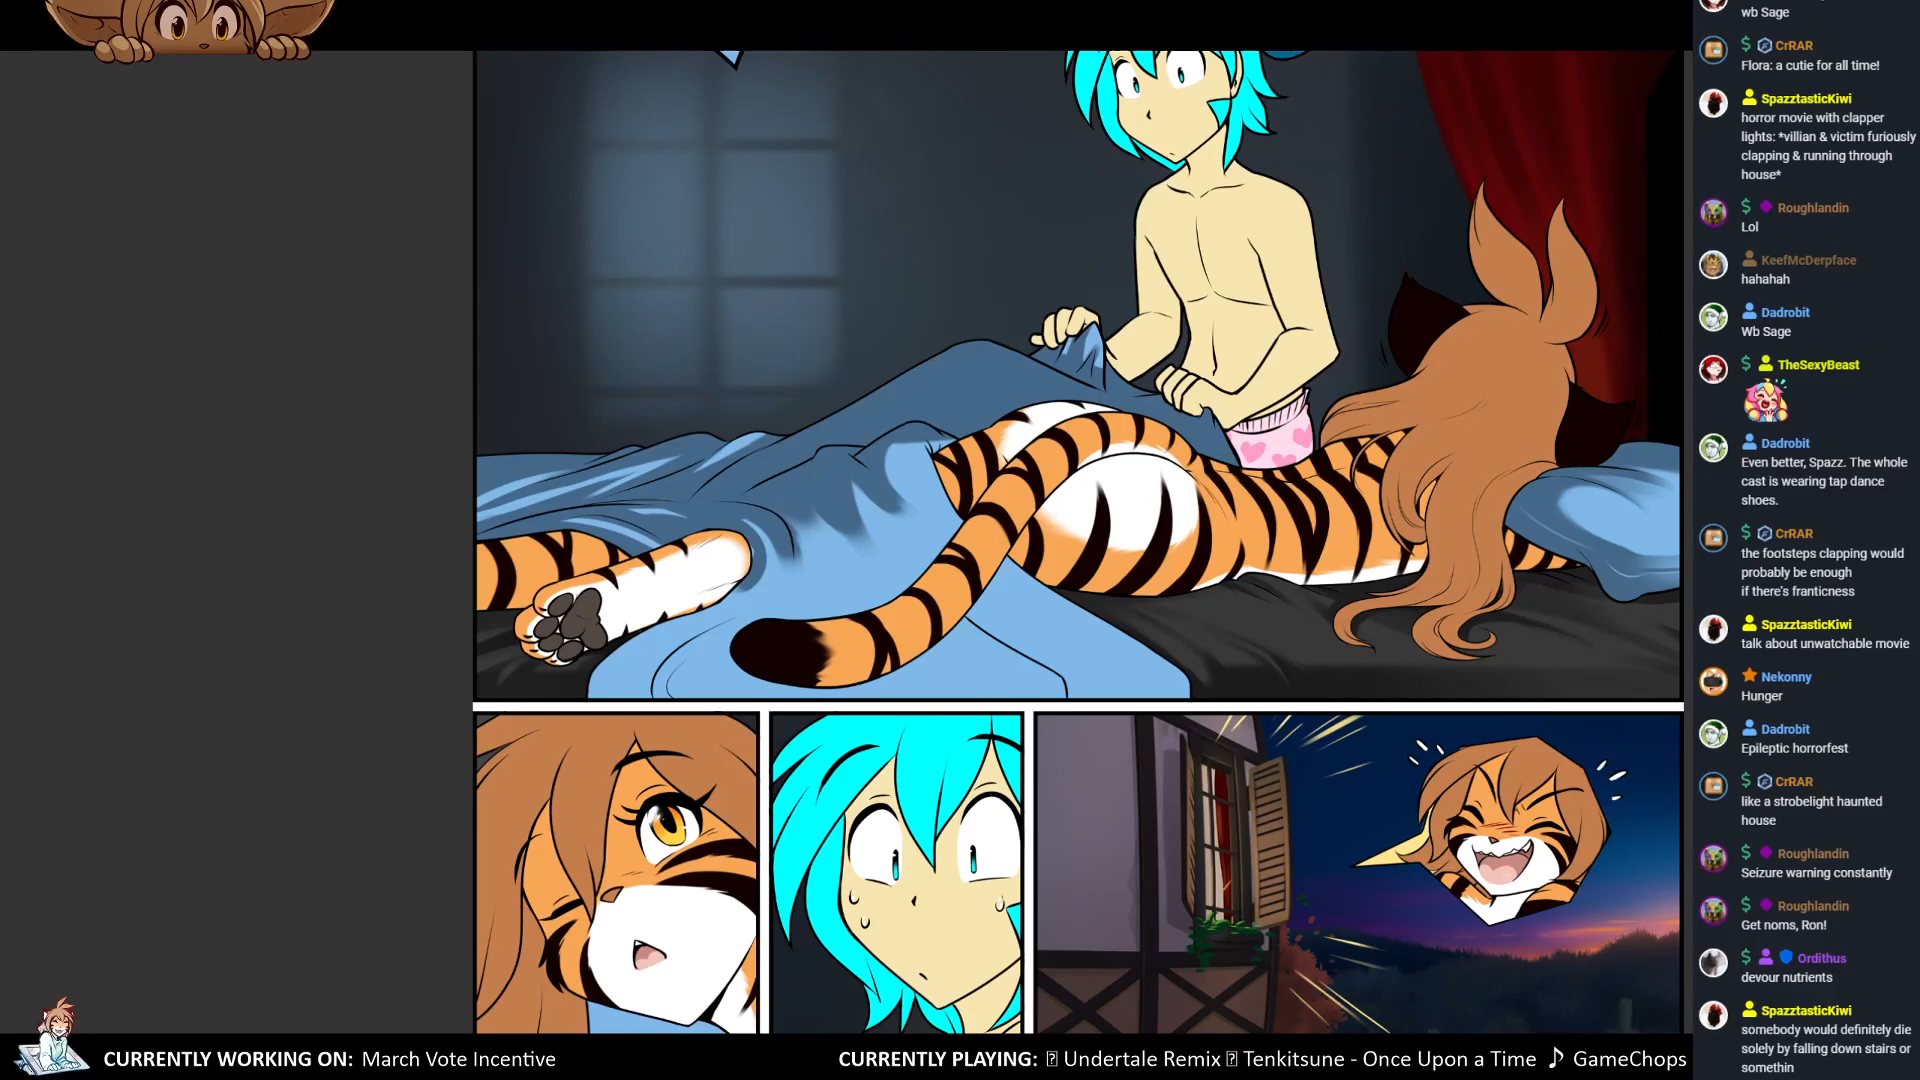 wb Sage
CrRAR
Flora: a cutie for all time!
SpazztasticKiwi
horror movie with clapper
lights: *villian & victim furiously
clapping & running through
house*
Roughlandin
Lol
KeefMcDerpface
hahahah
Dadrobit
Wb Sage
TheSexyBeast
Dadrobit
Even better, Spazz. The whole
cast is wearing tap dance
shoes.
CrRAR
the footsteps clapping would
probably be enough
if there's franticness
SpazztasticKiwi
talk about unwatchable movie
Nekonny
Hunger
Dadrobit
Epileptic horrorfest
CrRAR
like a strobelight haunted
house
Roughlandin
Seizure warning constantly
Roughlandin
Get noms, Ron!
Ordithus
devour nutrients
SpazztasticKiwi
somebody would definitely die
solely by falling down stairs or
somethin
CURRENTLY WORKING ON: March Vote Incentive
CURRENTLY PLAYING: Undertale Remix Tenkitsune - Once Upon a Time ♪ GameChops